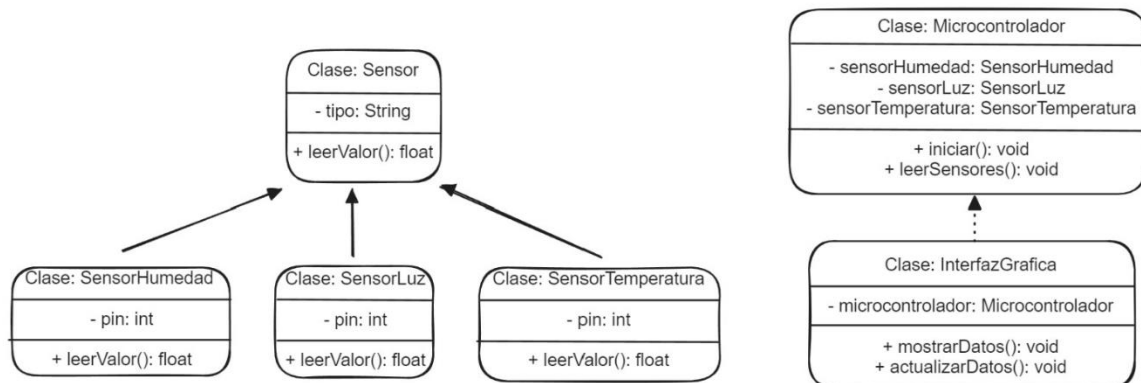 Clase: Sensor
- tipo: String
+ leerValor(): float
Clase: SensorHumedad
- pin: int
+ leerValor(): float
Clase: SensorLuz
- pin: int
+ leerValor(): float
Clase: SensorTemperatura
- pin: int
+ leerValor(): float
Clase: Microcontrolador
- sensorHumedad: SensorHumedad
- sensorLuz: SensorLuz
- sensorTemperatura: SensorTemperatura
+ iniciar(): void
+ leerSensores(): void
Clase: InterfazGrafica
- microcontrolador: Microcontrolador
+ mostrarDatos(): void
+ actualizarDatos(): void